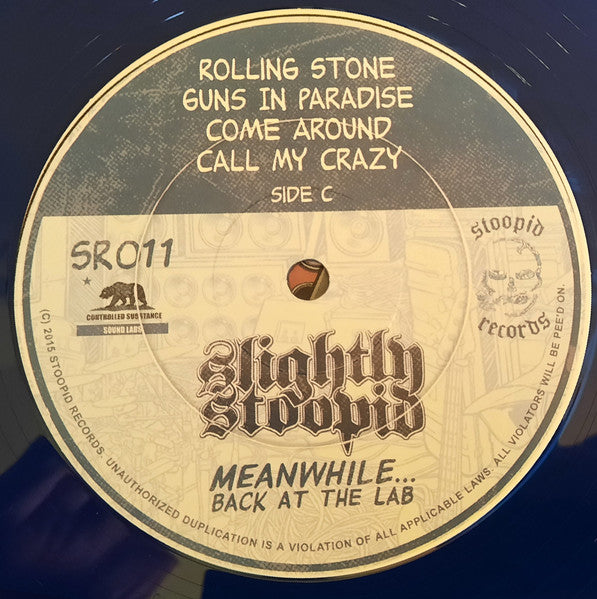 ROLLING STONE
GUNS IN PARADISE
COME AROUND
CALL MY CRAZY
SIDE C
SR011
CONTROLLED SUBSTANCE
SOUND LABS
Stoopid
records
slightly
stoopid
MEANWHILE...
BACK AT THE LAB
(C) 2015 STOOPID RECORDS. UNAUTHORIZED DUPLICATION IS A VIOLATION OF ALL APPLICABLE LAWS. ALL VIOLATORS WILL BE PEE'D ON.